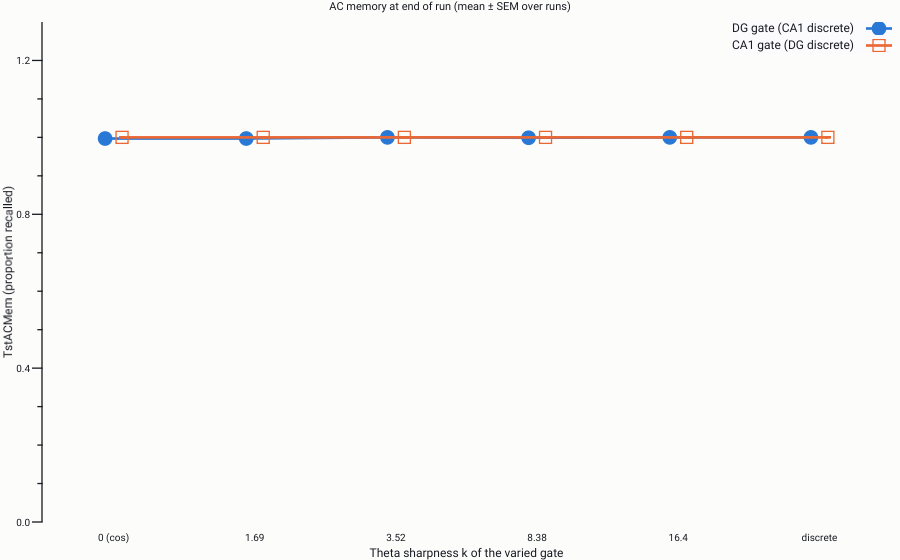 AC memory at end of run (mean ± SEM over runs)
DG gate (CA1 discrete)
CA1 gate (DG discrete)
TstACMem (proportion recalled)
1.2
0.8
0.4
0.0
0 (cos) 1.69 3.52 8.38 16.4 discrete
Theta sharpness k of the varied gate